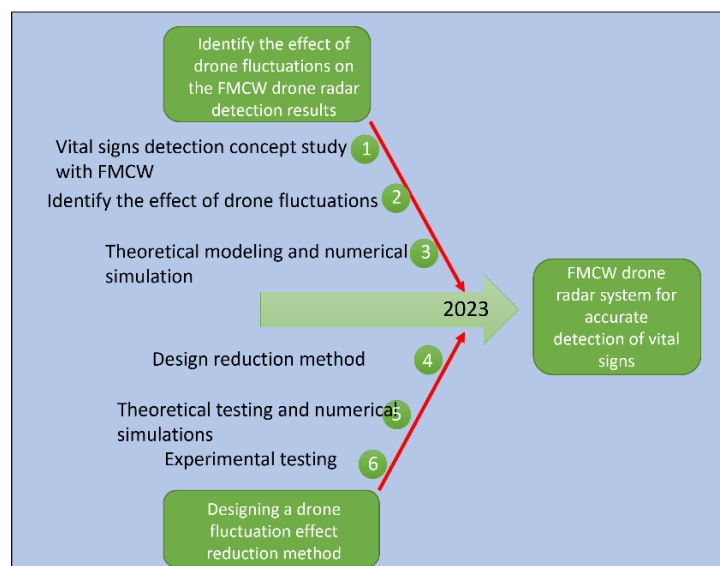 Identify the effect of
drone fluctuations on
the FMCW drone radar
detection results
Vital signs detection concept study
with FMCW
1
Identify the effect of drone fluctuations
2
Theoretical modeling and numerical
simulation
3
2023
FMCW drone
radar system for
accurate
detection of vital
signs
Design reduction method
4
Theoretical testing and numerical
simulations
5
Experimental testing
6
Designing a drone
fluctuation effect
reduction method